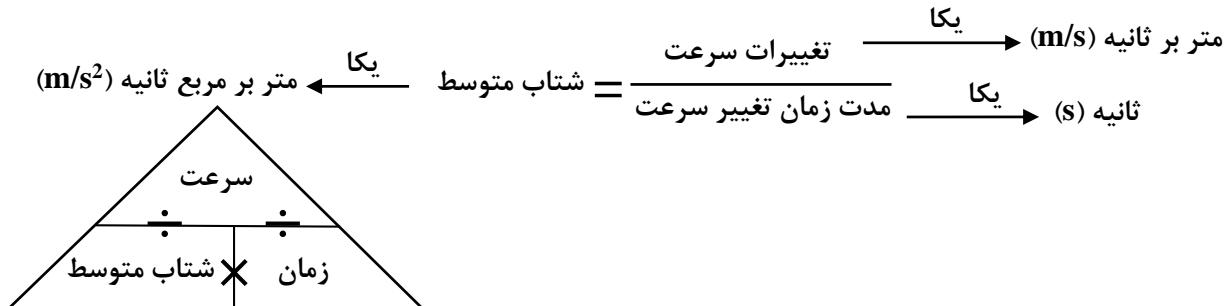 شتاب متوسط = تغییرات سرعت / مدت زمان تغییر سرعت
یکا
متر بر ثانیه (m/s)
یکا
ثانیه (s)
یکا
متر بر مربع ثانیه (m/s²)
سرعت
÷ ÷
زمان × شتاب متوسط